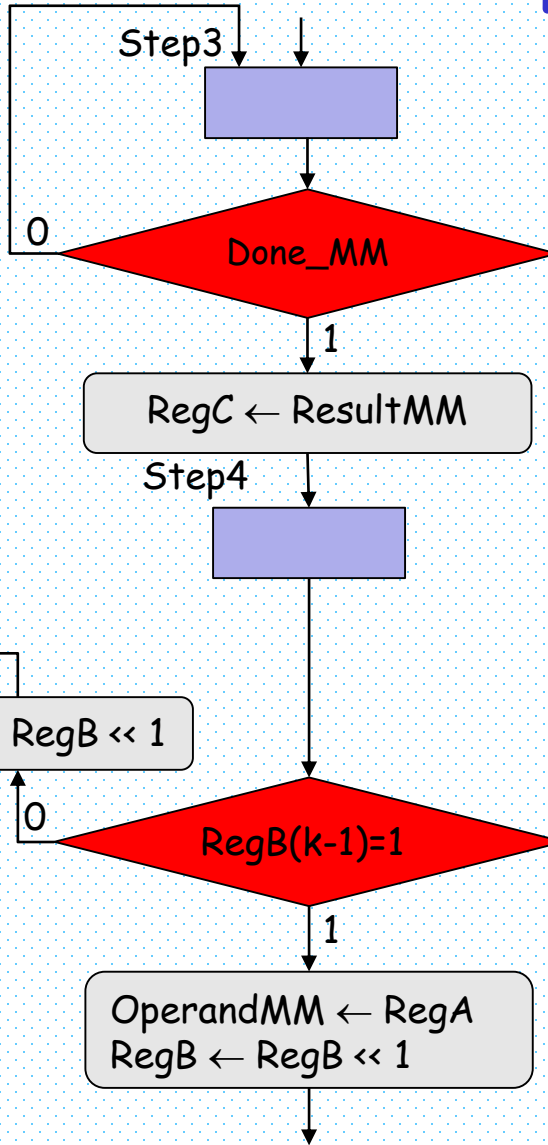 Step3
0
Done_MM
1
RegC ← ResultMM
Step4
RegB << 1
0
RegB(k-1)=1
1
OperandMM ← RegA
RegB ← RegB << 1